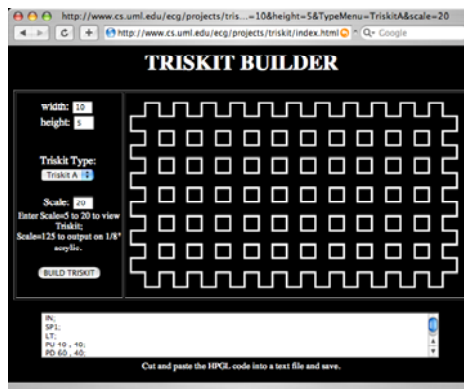 http://www.cs.uml.edu/ecg/projects/tris...=10&height=5&TypeMenu=TriskitA&scale=20
http://www.cs.uml.edu/ecg/projects/triskit/index.html
Google
TRISKIT BUILDER
width: 10
height: 5
Triskit Type:
Triskit A
Scale: 20
Enter Scale=5 to 20 to view
Triskit;
Scale=125 to output on 1/8"
acrylic.
BUILD TRISKIT
IN;
SP1;
LT;
PU 40 , 40;
PD 60 , 40;
Cut and paste the HPGL code into a text file and save.